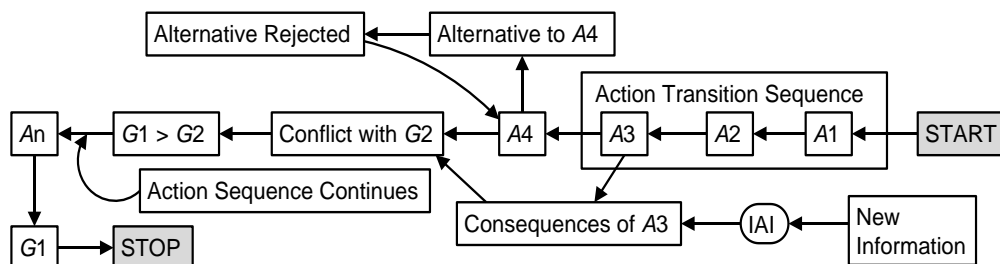 Alternative Rejected
Alternative to A4
Action Transition Sequence
An
G1 > G2
Conflict with G2
A4
A3
A2
A1
START
Action Sequence Continues
Consequences of A3
IAI
New
Information
G1
STOP